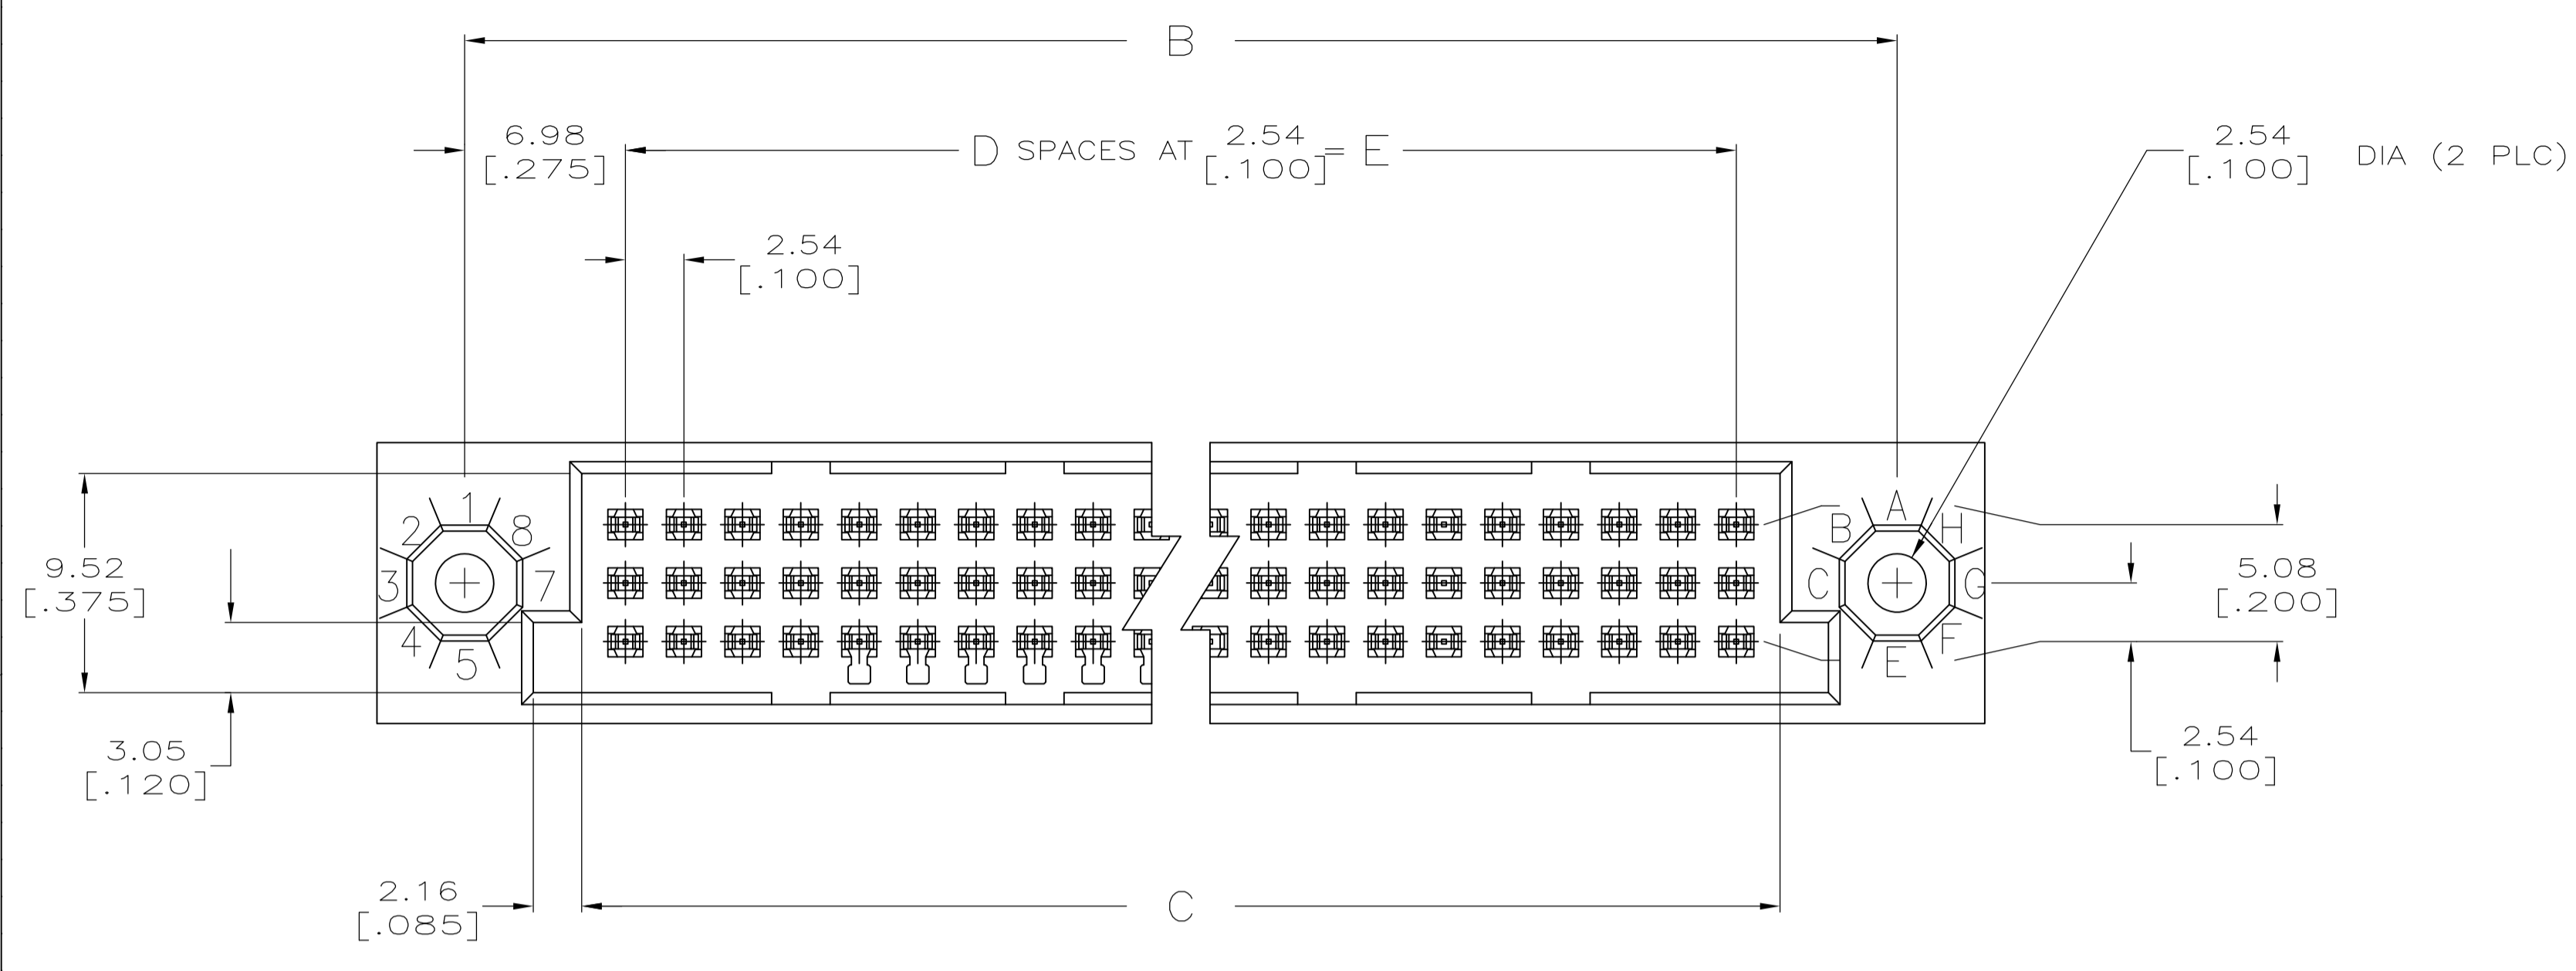 B
6.98
[.275]
D SPACES AT 2.54 [.100] = E
2.54
[.100]
DIA (2 PLC)
2.54
[.100]
1
2
8
3
7
4
5
A
B
H
C
G
F
E
9.52
[.375]
5.08
[.200]
3.05
[.120]
2.54
[.100]
2.16
[.085]
C